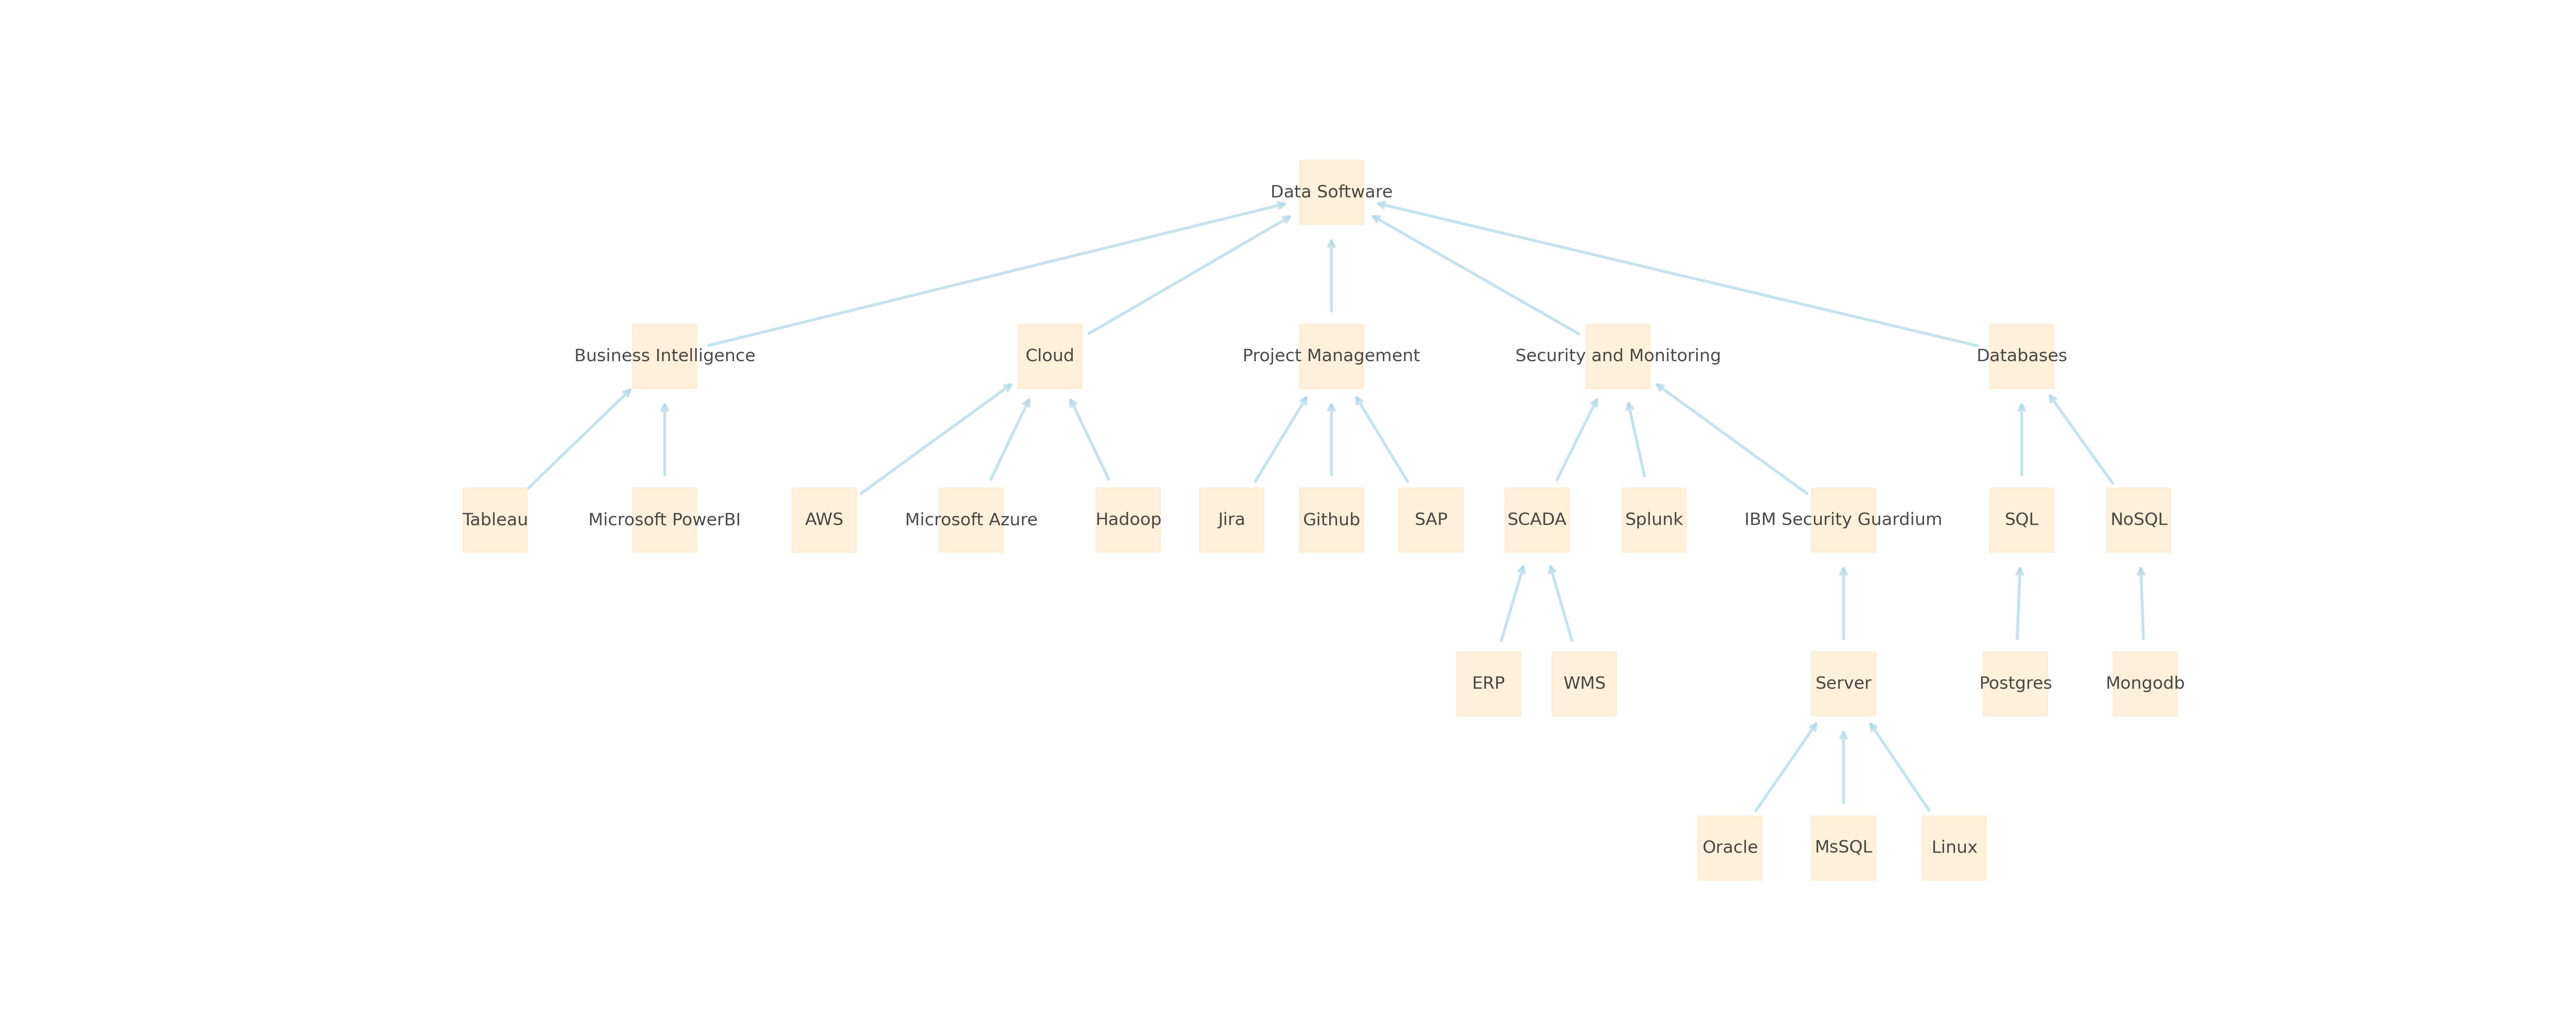 Data Software
Business Intelligence
Cloud
Project Management
Security and Monitoring
Databases
Tableau
Microsoft PowerBI
AWS
Microsoft Azure
Hadoop
Jira
Github
SAP
SCADA
Splunk
IBM Security Guardium
SQL
NoSQL
ERP
WMS
Server
Postgres
Mongodb
Oracle
MsSQL
Linux